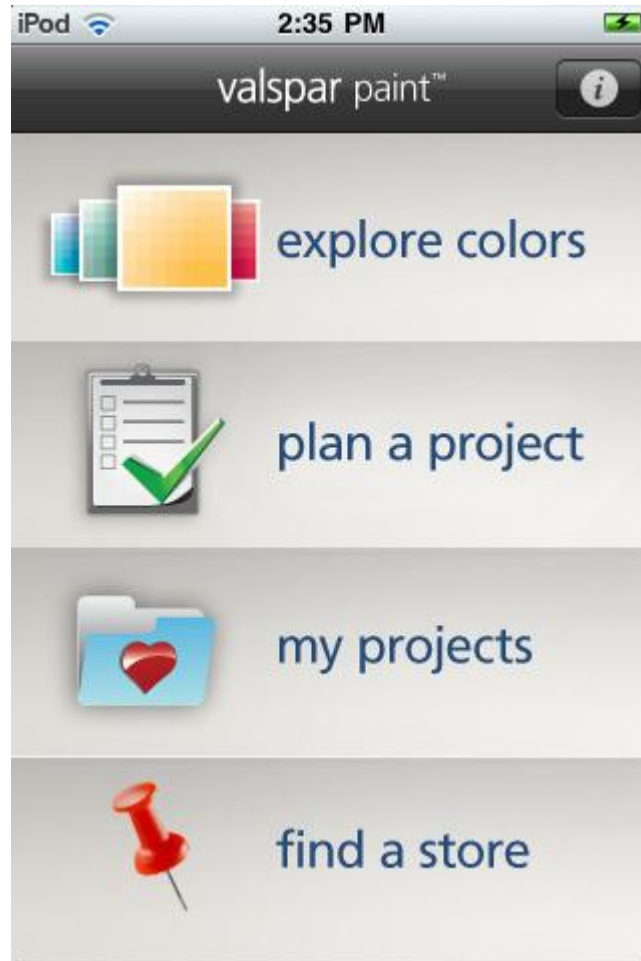 iPod 2:35 PM
valspar paint™
i
explore colors
plan a project
my projects
find a store